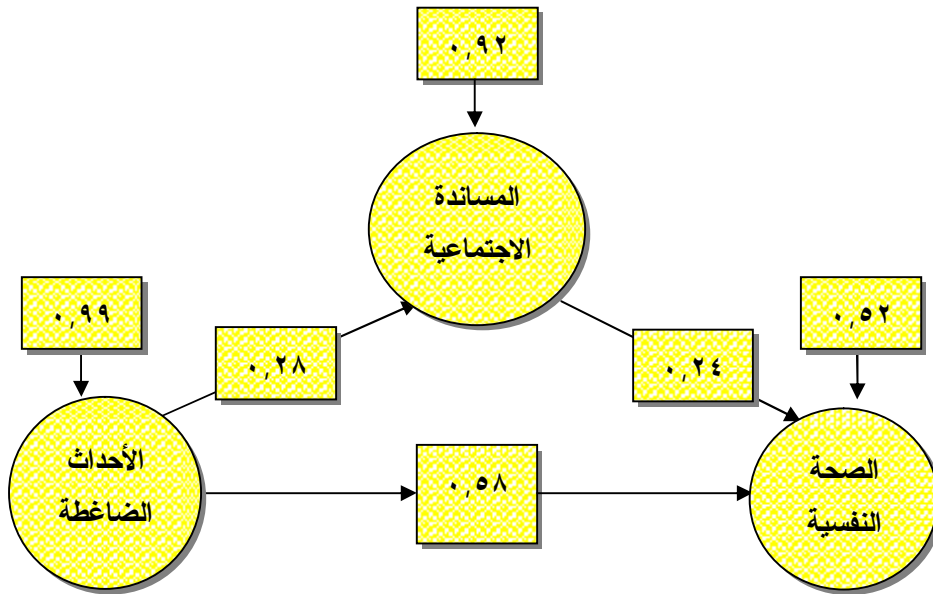 ٠,٩٢
المساندة
الاجتماعية
٠,٩٩
٠,٥٢
٠,٢٨
٠,٢٤
الأحداث
الضاغطة
٠,٥٨
الصحة
النفسية